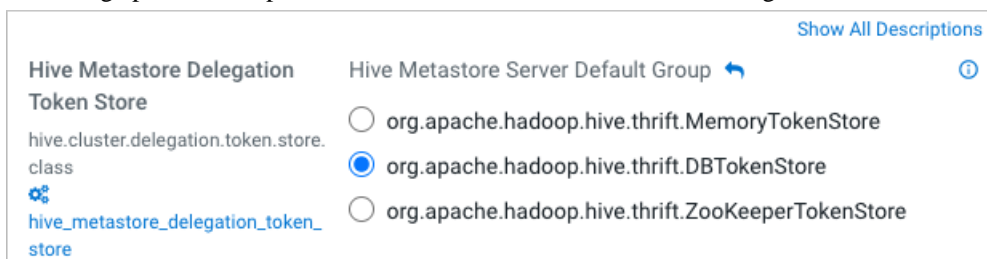 Show All Descriptions
Hive Metastore Delegation
Token Store
hive.cluster.delegation.token.store.
class
hive_metastore_delegation_token_
store
Hive Metastore Server Default Group
org.apache.hadoop.hive.thrift.MemoryTokenStore
org.apache.hadoop.hive.thrift.DBTokenStore
org.apache.hadoop.hive.thrift.ZooKeeperTokenStore